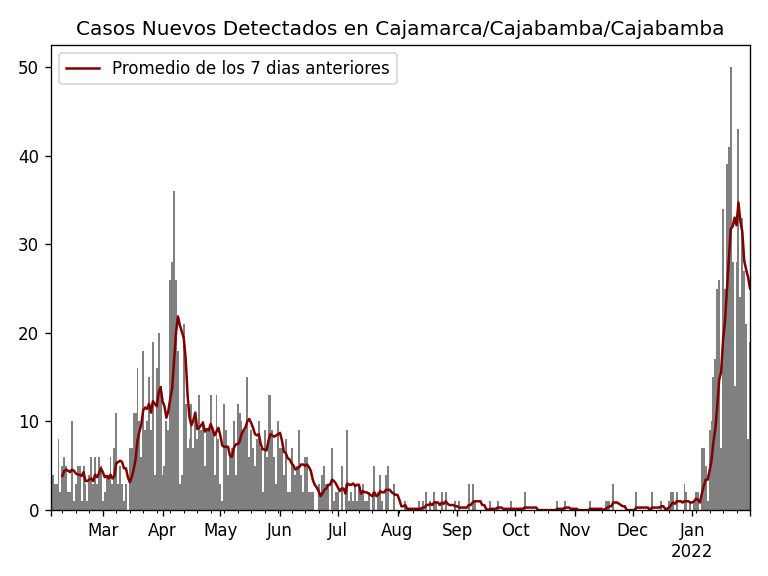 Casos Nuevos Detectados en Cajamarca/Cajabamba/Cajabamba
Promedio de los 7 dias anteriores
50
40
30
20
10
0
Mar Apr May Jun Jul Aug Sep Oct Nov Dec Jan
2022